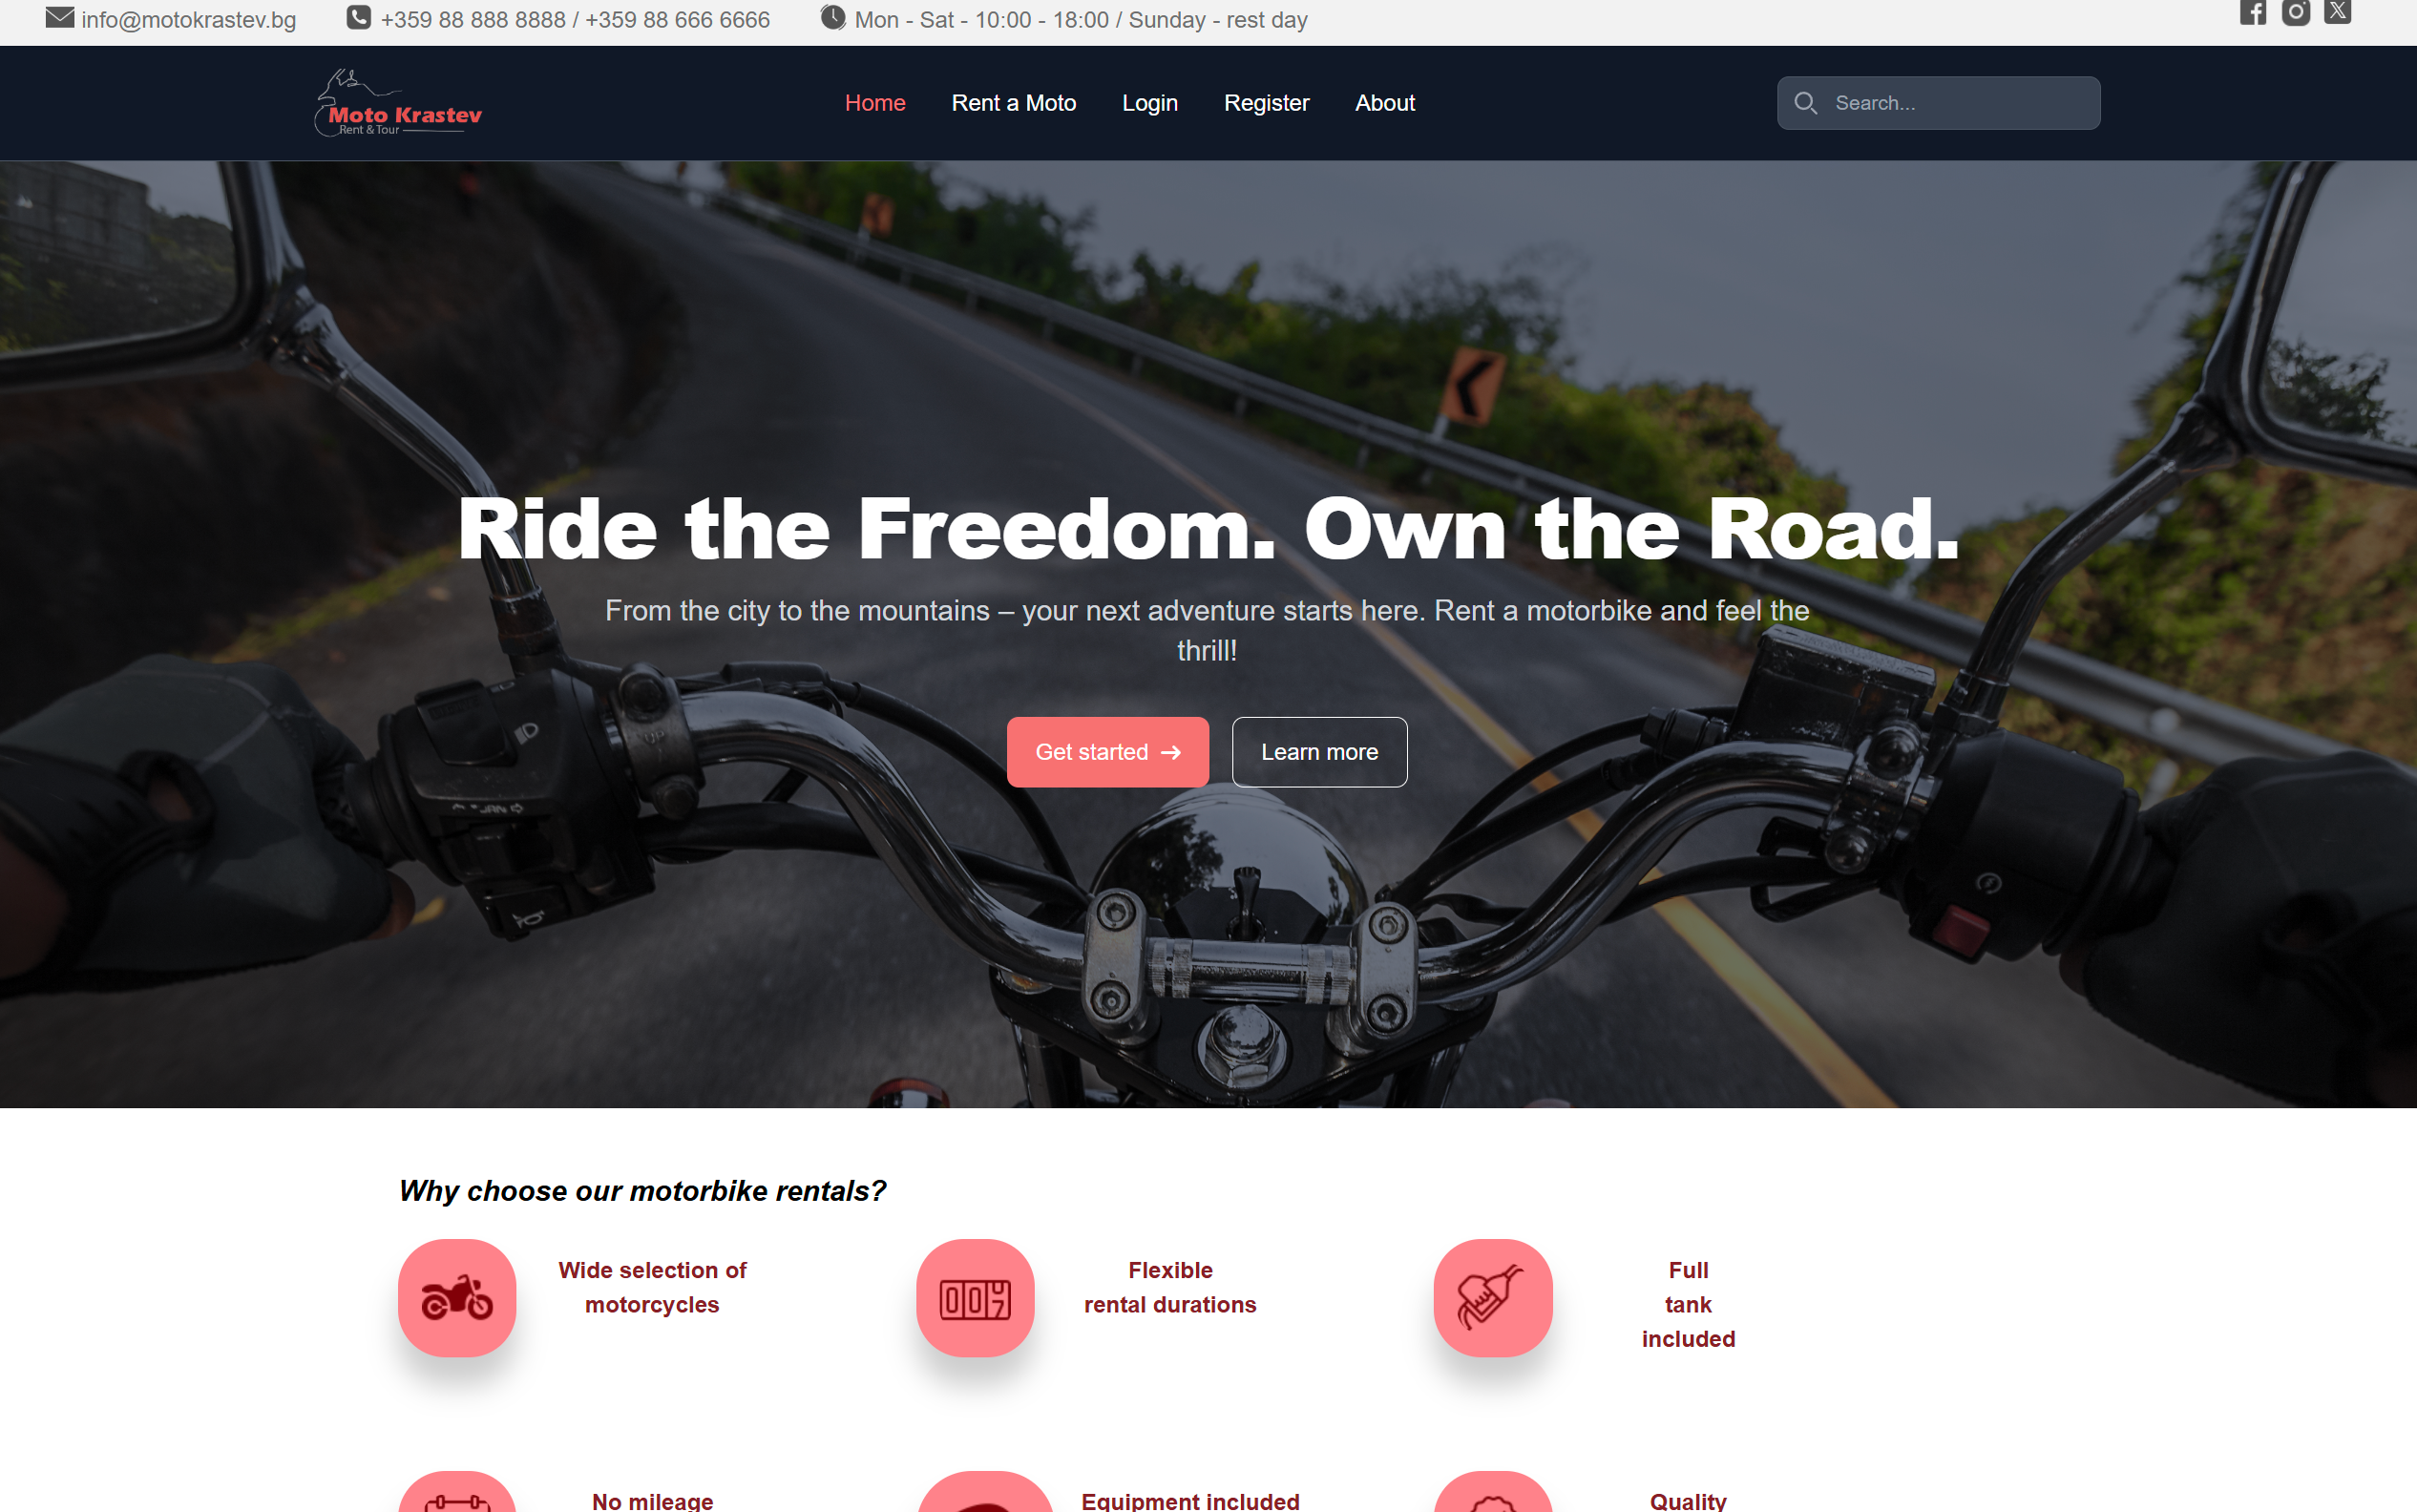 info@motokrastev.bg
+359 88 888 8888 / +359 88 666 6666
Mon - Sat - 10:00 - 18:00 / Sunday - rest day
Moto Krastev
Rent & Tour
Home
Rent a Moto
Login
Register
About
Search...
Ride the Freedom. Own the Road.
From the city to the mountains – your next adventure starts here. Rent a motorbike and feel the
thrill!
Get started →
Learn more
Why choose our motorbike rentals?
Wide selection of
motorcycles
Flexible
rental durations
Full
tank
included
No mileage
Equipment included
Quality